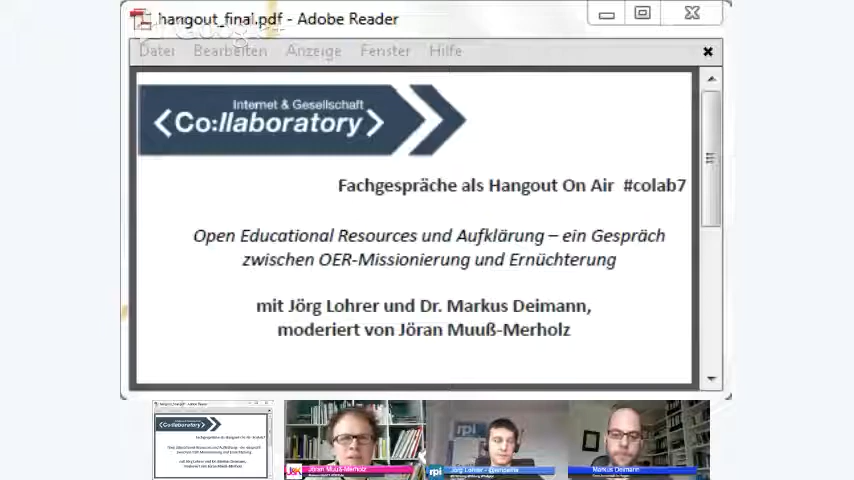 hangout_final.pdf - Adobe Reader
Datei Bearbeiten Anzeige Fenster Hilfe
Internet & Gesellschaft
<Co:llaboratory>
Fachgespräche als Hangout On Air #colab7
Open Educational Resources und Aufklärung – ein Gespräch
zwischen OER-Missionierung und Ernüchterung
mit Jörg Lohrer und Dr. Markus Deimann,
moderiert von Jöran Muuß-Merholz
rpi
Jöran Muuß-Merholz
rpi
Jörg Lohrer
Markus Deimann